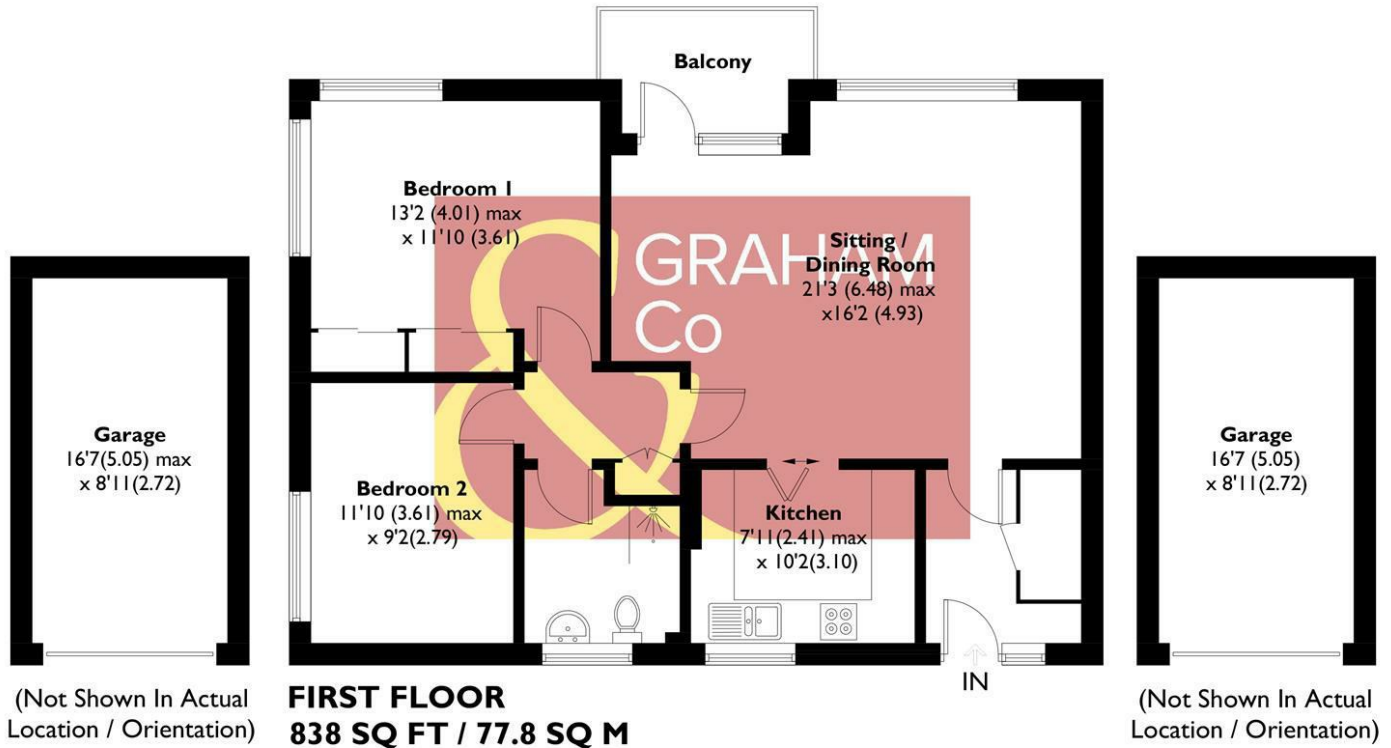 Balcony
Bedroom 1
13'2 (4.01) max
x 11'10 (3.61)
GRAHAM
Co
&
Sitting /
Dining Room
21'3 (6.48) max
x16'2 (4.93)
Garage
16'7(5.05) max
x 8'11(2.72)
Bedroom 2
11'10 (3.61) max
x 9'2(2.79)
Kitchen
7'11(2.41) max
x 10'2(3.10)
Garage
16'7 (5.05)
x 8'11(2.72)
IN
(Not Shown In Actual
Location / Orientation)
FIRST FLOOR
838 SQ FT / 77.8 SQ M
(Not Shown In Actual
Location / Orientation)